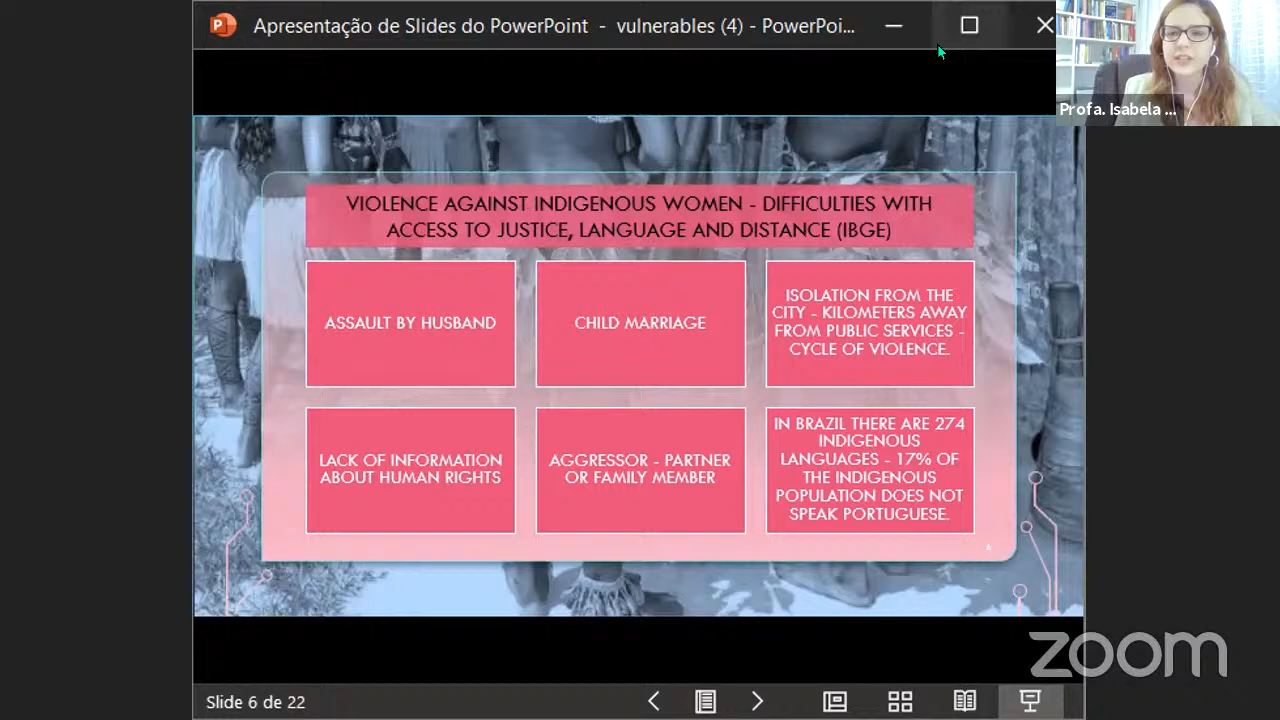 Apresentação de Slides do PowerPoint - vulnerables (4) - PowerPoi...
Profa. Isabela ...
VIOLENCE AGAINST INDIGENOUS WOMEN - DIFFICULTIES WITH
ACCESS TO JUSTICE, LANGUAGE AND DISTANCE (IBGE)
ASSAULT BY HUSBAND
CHILD MARRIAGE
ISOLATION FROM THE
CITY - KILOMETERS AWAY
FROM PUBLIC SERVICES -
CYCLE OF VIOLENCE.
LACK OF INFORMATION
ABOUT HUMAN RIGHTS
AGGRESSOR - PARTNER
OR FAMILY MEMBER
IN BRAZIL THERE ARE 274
INDIGENOUS
LANGUAGES - 17% OF
THE INDIGENOUS
POPULATION DOES NOT
SPEAK PORTUGUESE.
6
zoom
Slide 6 de 22